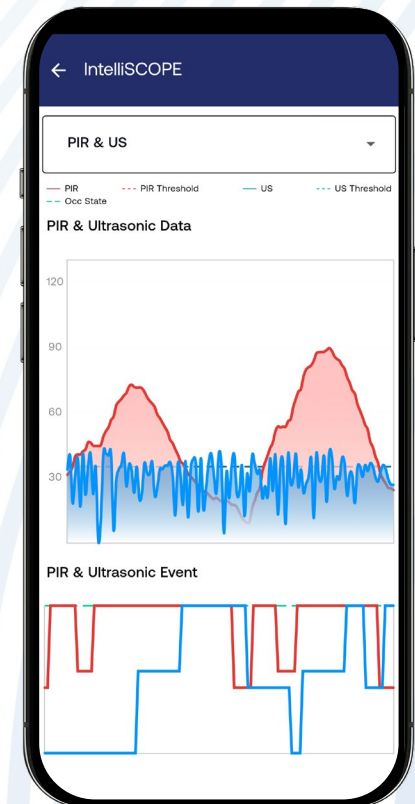 IntelliSCOPE
PIR & US
PIR PIR Threshold US US Threshold
Occ State
PIR & Ultrasonic Data
120
90
60
30
PIR & Ultrasonic Event